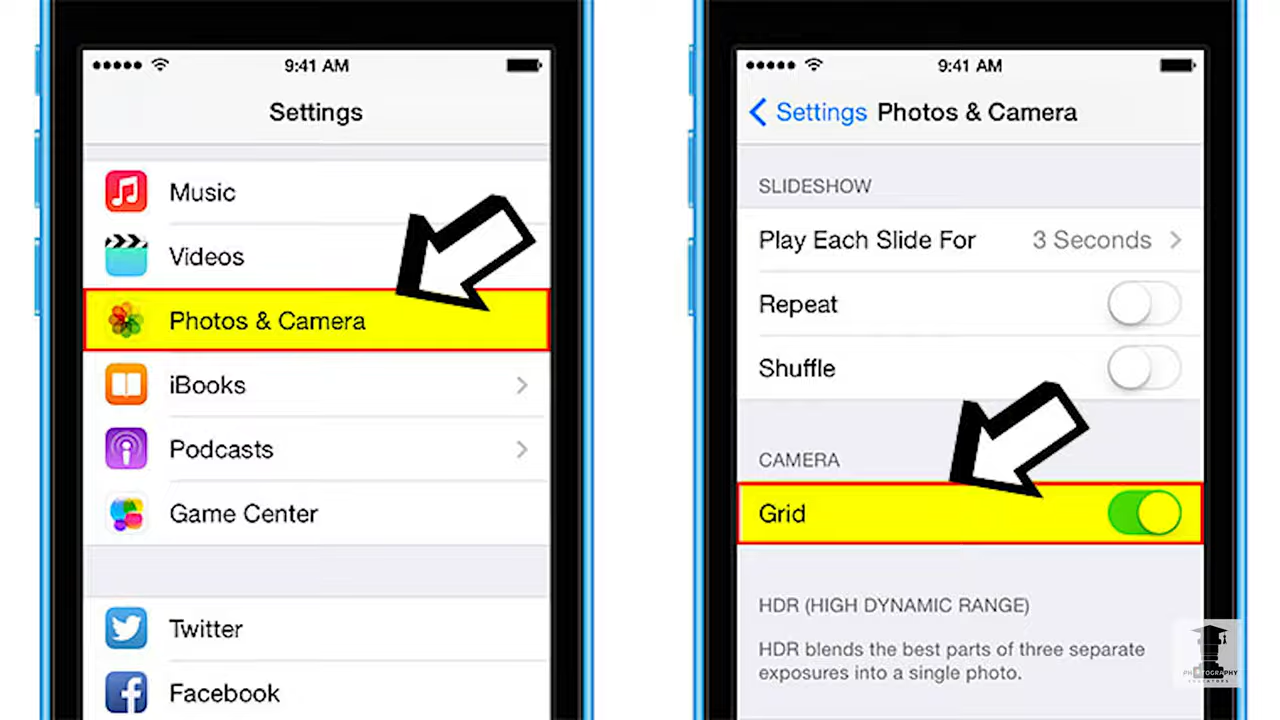 9:41 AM
Settings
Music
Videos
Photos & Camera
iBooks
Podcasts
Game Center
Twitter
Facebook
9:41 AM
Settings Photos & Camera
SLIDESHOW
Play Each Slide For 3 Seconds
Repeat
Shuffle
CAMERA
Grid
HDR (HIGH DYNAMIC RANGE)
HDR blends the best parts of three separate
exposures into a single photo.
PHOTOGRAPHY